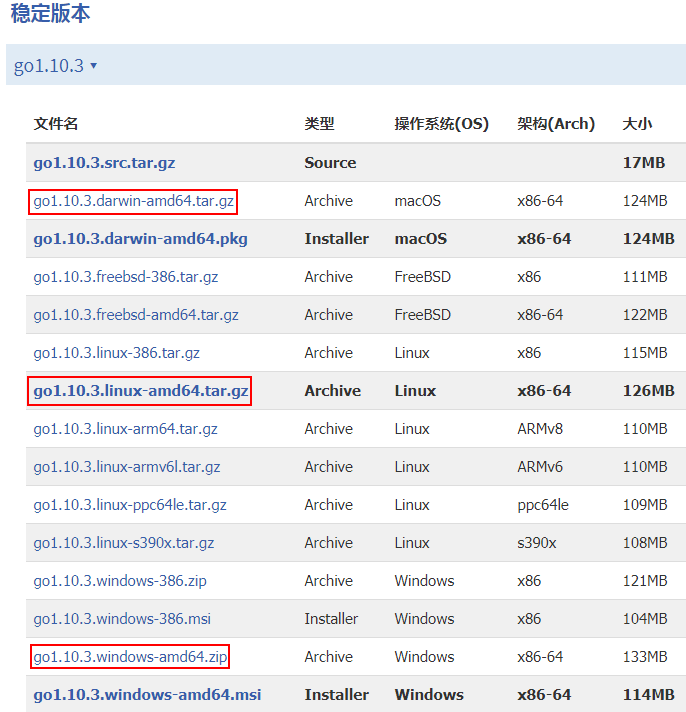 稳定版本
go1.10.3 ▾
文件名 类型 操作系统(OS) 架构(Arch) 大小
go1.10.3.src.tar.gz Source 17MB
go1.10.3.darwin-amd64.tar.gz Archive macOS x86-64 124MB
go1.10.3.darwin-amd64.pkg Installer macOS x86-64 124MB
go1.10.3.freebsd-386.tar.gz Archive FreeBSD x86 111MB
go1.10.3.freebsd-amd64.tar.gz Archive FreeBSD x86-64 122MB
go1.10.3.linux-386.tar.gz Archive Linux x86 115MB
go1.10.3.linux-amd64.tar.gz Archive Linux x86-64 126MB
go1.10.3.linux-arm64.tar.gz Archive Linux ARMv8 110MB
go1.10.3.linux-armv6l.tar.gz Archive Linux ARMv6 110MB
go1.10.3.linux-ppc64le.tar.gz Archive Linux ppc64le 109MB
go1.10.3.linux-s390x.tar.gz Archive Linux s390x 108MB
go1.10.3.windows-386.zip Archive Windows x86 121MB
go1.10.3.windows-386.msi Installer Windows x86 104MB
go1.10.3.windows-amd64.zip Archive Windows x86-64 133MB
go1.10.3.windows-amd64.msi Installer Windows x86-64 114MB